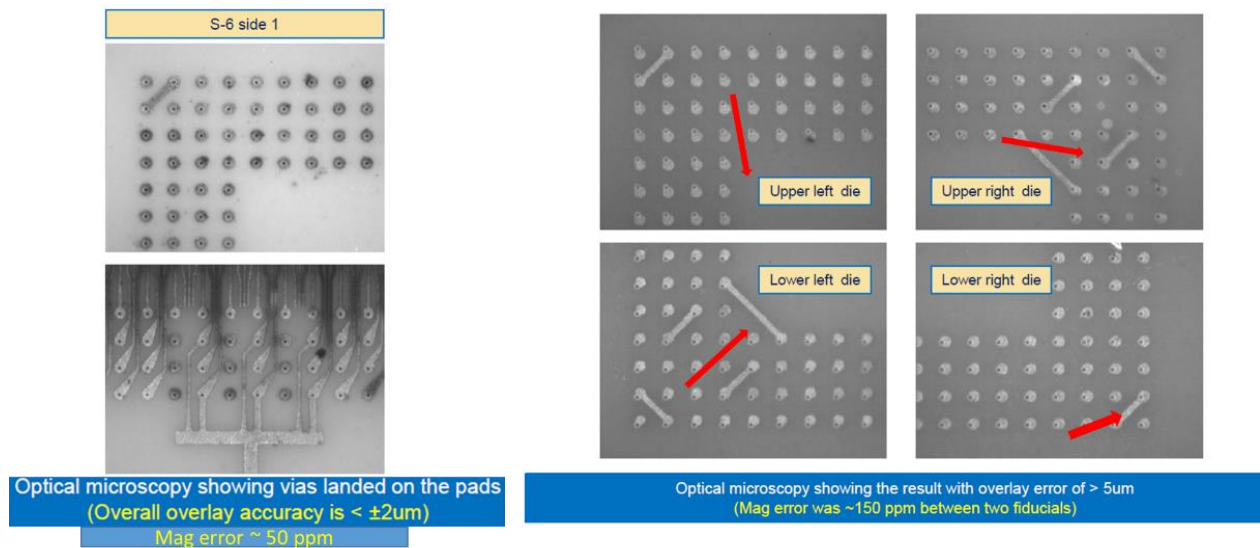 S-6 side 1
Optical microscopy showing vias landed on the pads
(Overall overlay accuracy is < ±2um)
Mag error ~ 50 ppm
Upper left die
Upper right die
Lower left die
Lower right die
Optical microscopy showing the result with overlay error of > 5um
(Mag error was ~150 ppm between two fiducials)